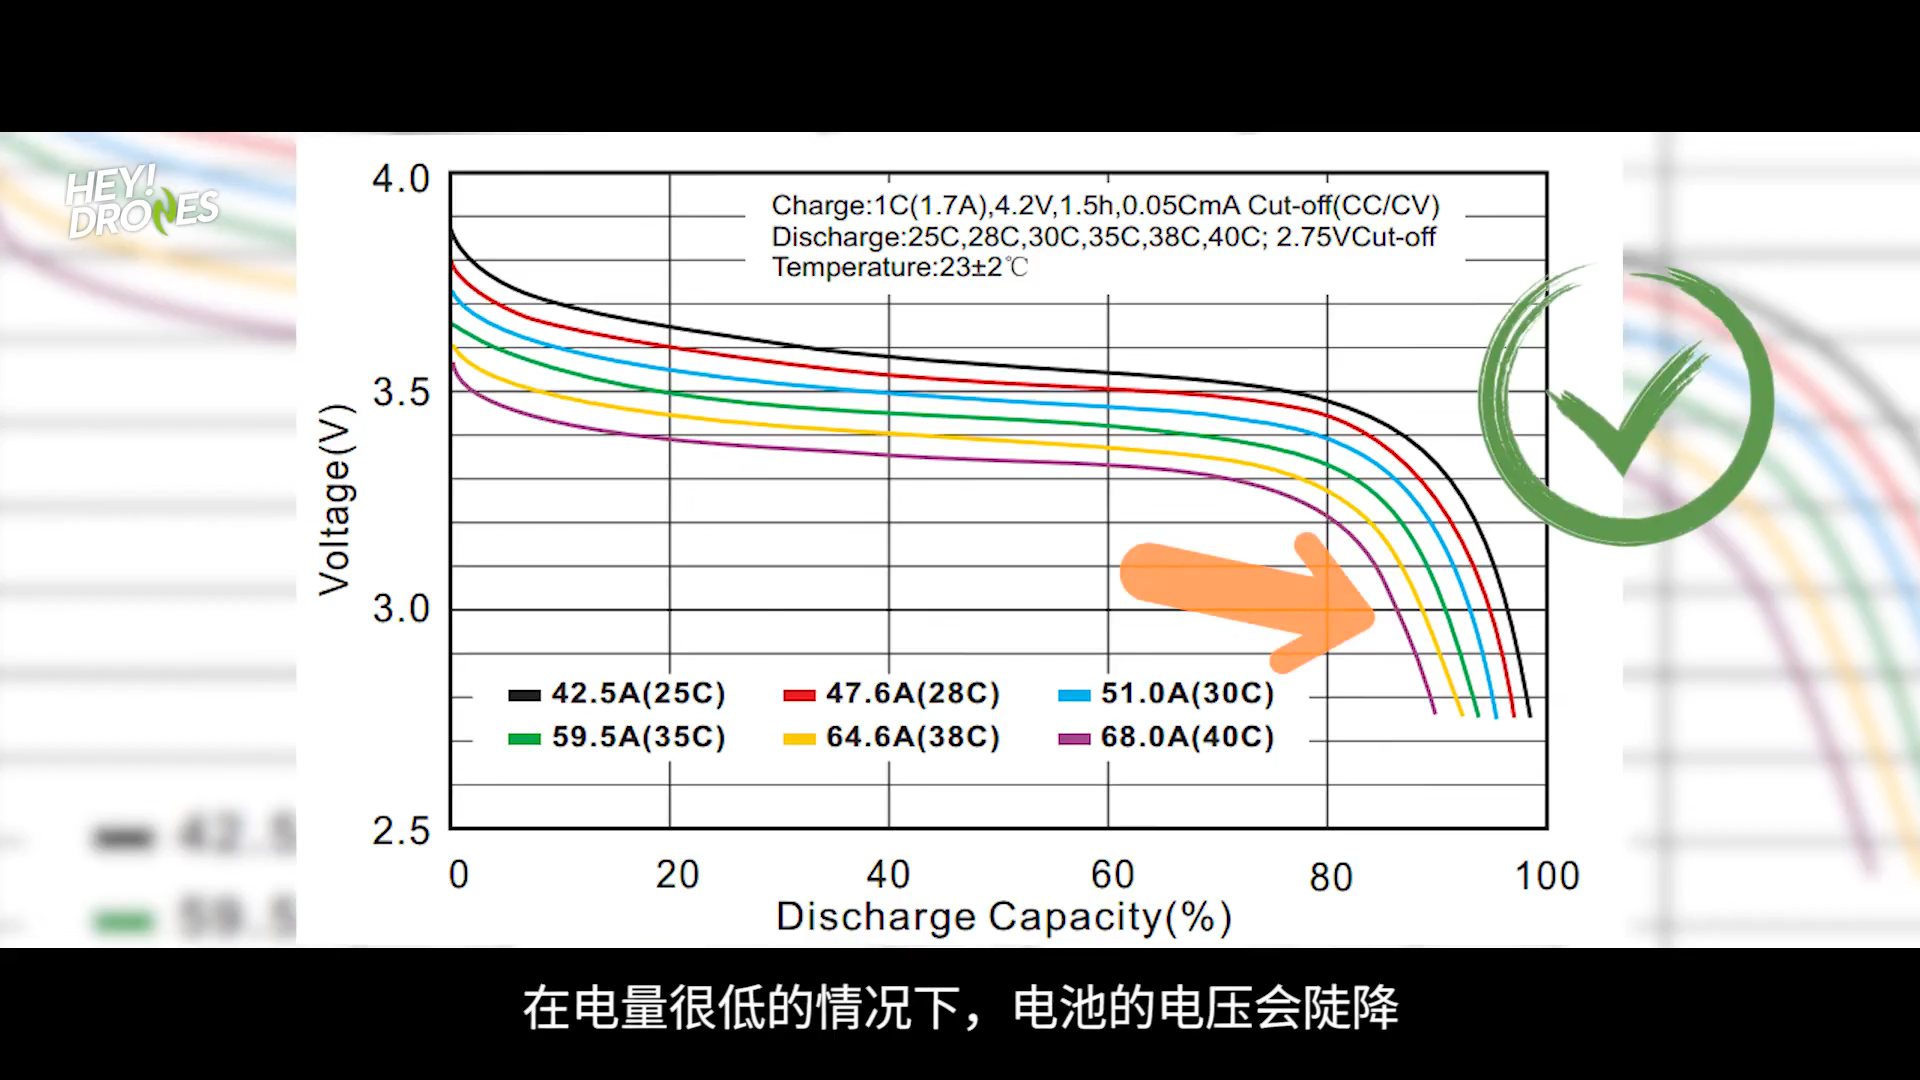 HEY!
DRONES
4.0
3.5
3.0
2.5
Voltage(V)
Charge:1C(1.7A),4.2V,1.5h,0.05CmA Cut-off(CC/CV)
Discharge:25C,28C,30C,35C,38C,40C; 2.75VCut-off
Temperature:23±2℃
42.5A(25C) 47.6A(28C) 51.0A(30C)
59.5A(35C) 64.6A(38C) 68.0A(40C)
0 20 40 60 80 100
Discharge Capacity(%)
42.5
59.5
在电量很低的情况下，电池的电压会陡降